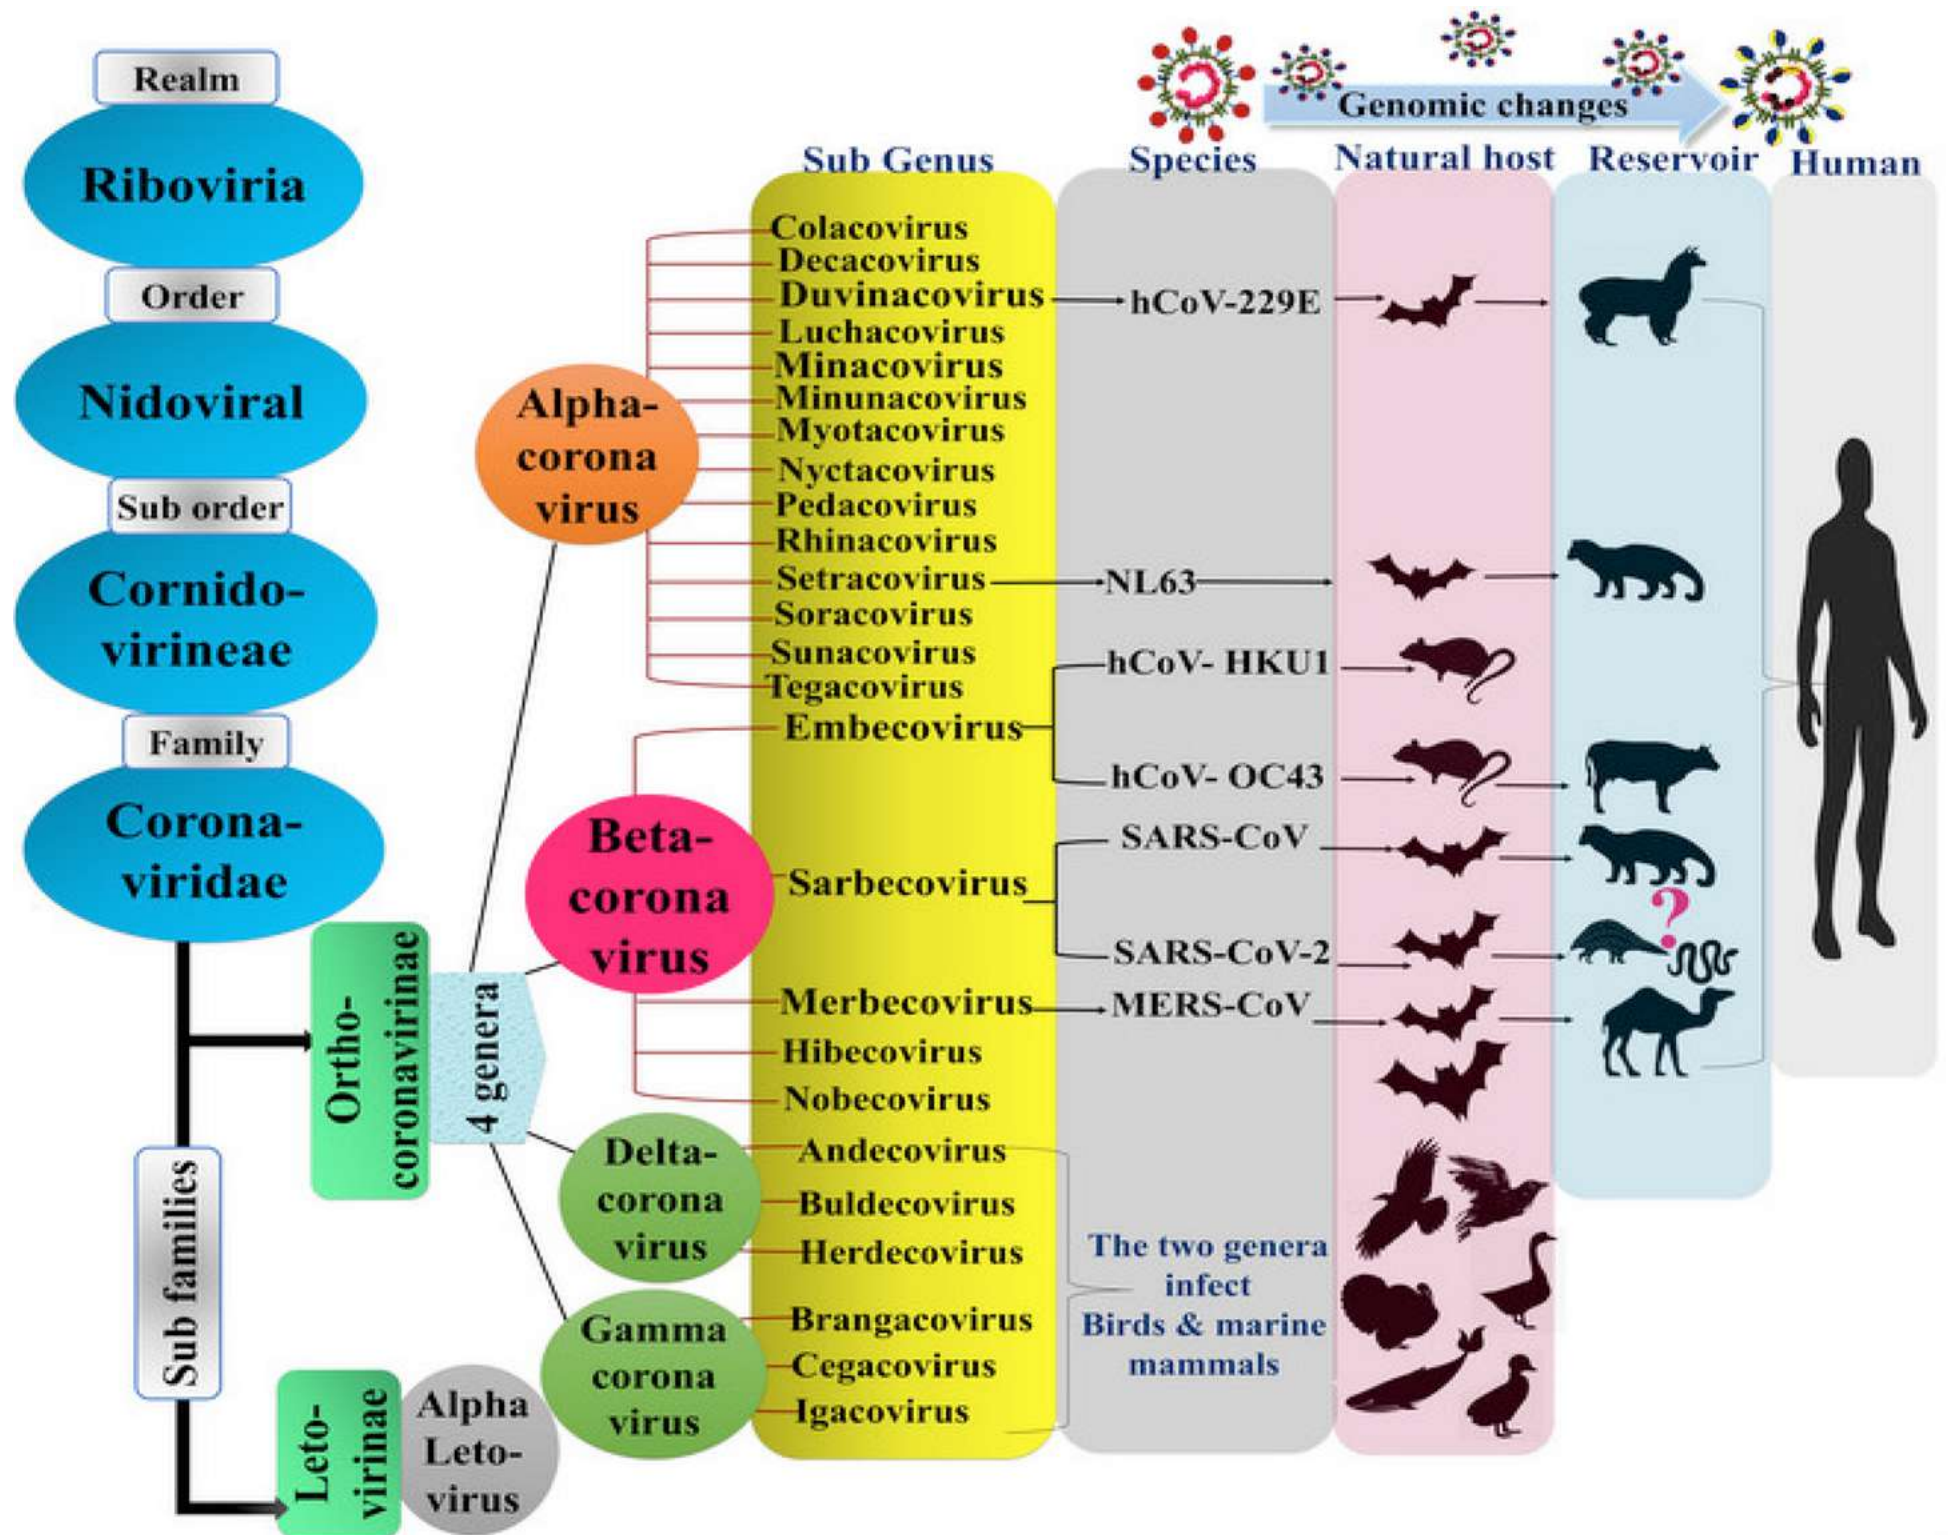 Realm
Riboviria
Order
Nidoviral
Sub order
Cornido-
virineae
Family
Corona-
viridae
Sub families
Ortho-
coronavirinae
4 genera
Leto-
virinae
Alpha
Leto-
virus
Alpha-
corona
virus
Beta-
corona
virus
Delta-
corona
virus
Gamma
corona
virus
Sub Genus
Colacovirus
Decacovirus
Duvinacovirus
Luchacovirus
Minacovirus
Minunacovirus
Myotacovirus
Nyctacovirus
Pedacovirus
Rhinacovirus
Setracovirus
Soracovirus
Sunacovirus
Tegacovirus
Embecovirus
Sarbecovirus
Merbecovirus
Hibecovirus
Nobecovirus
Andecovirus
Buldecovirus
Herdecovirus
Brangacovirus
Cegacovirus
Igacovirus
Genomic changes
Species
hCoV-229E
NL63
hCoV- HKU1
hCoV- OC43
SARS-CoV
SARS-CoV-2
MERS-CoV
The two genera
infect
Birds & marine
mammals
Natural host
Reservoir
?
Human